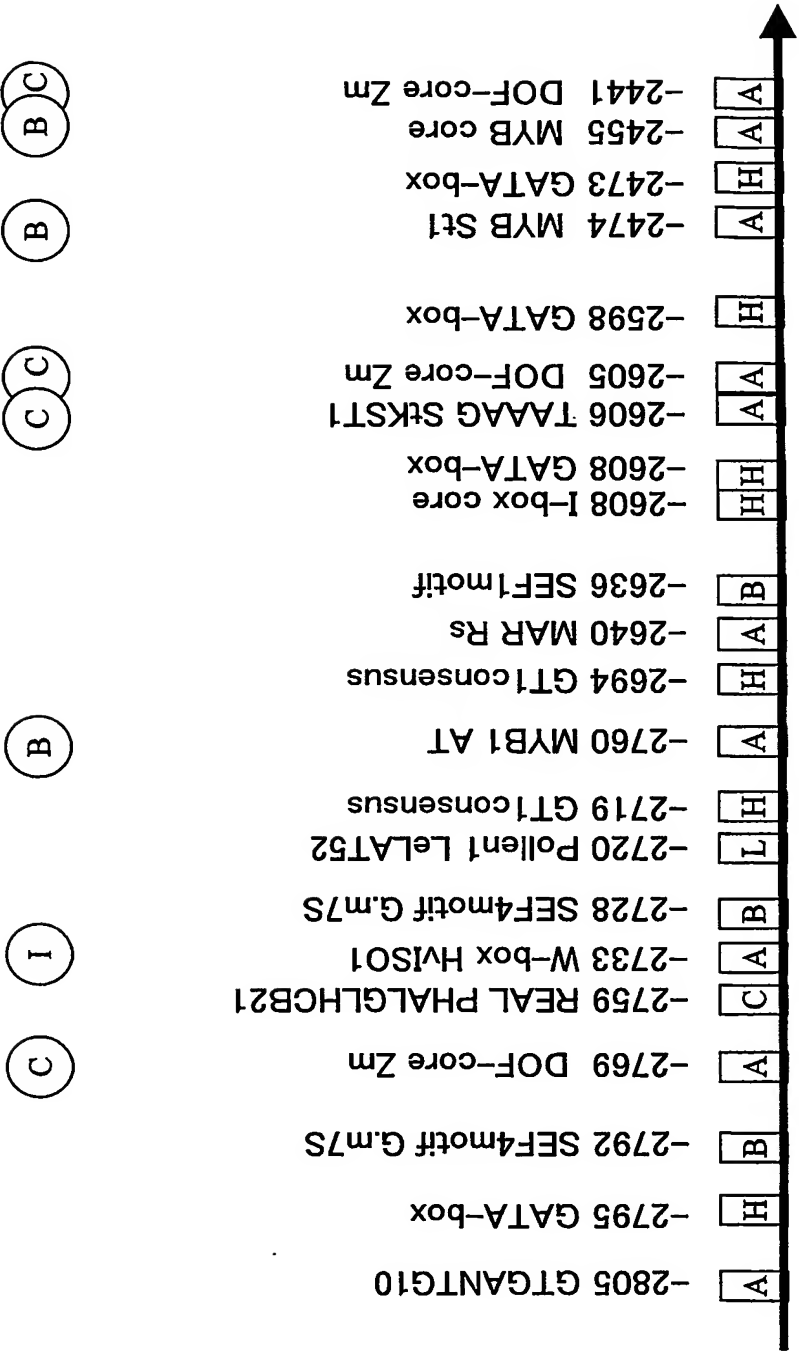 A -2805 GTGANTG10
H -2795 GATA-box
B -2792 SEF4motif G.m7S
A -2769 DOF-core Zm C
C -2759 REAL PHALGLHCB21
A -2733 W-box HvISO1 I
B -2728 SEF4motif G.m7S
L -2720 Pollen1 LeLAT52
H -2719 GT1consensus
A -2760 MYB1 AT B
H -2694 GT1consensus
A -2640 MAR Rs
B -2636 SEF1motif
H -2608 I-box core
H -2608 GATA-box
A -2606 TAAAG StKST1 C
A -2605 DOF-core Zm C
H -2598 GATA-box
A -2474 MYB St1 B
H -2473 GATA-box
A -2455 MYB core B
A -2441 DOF-core Zm C